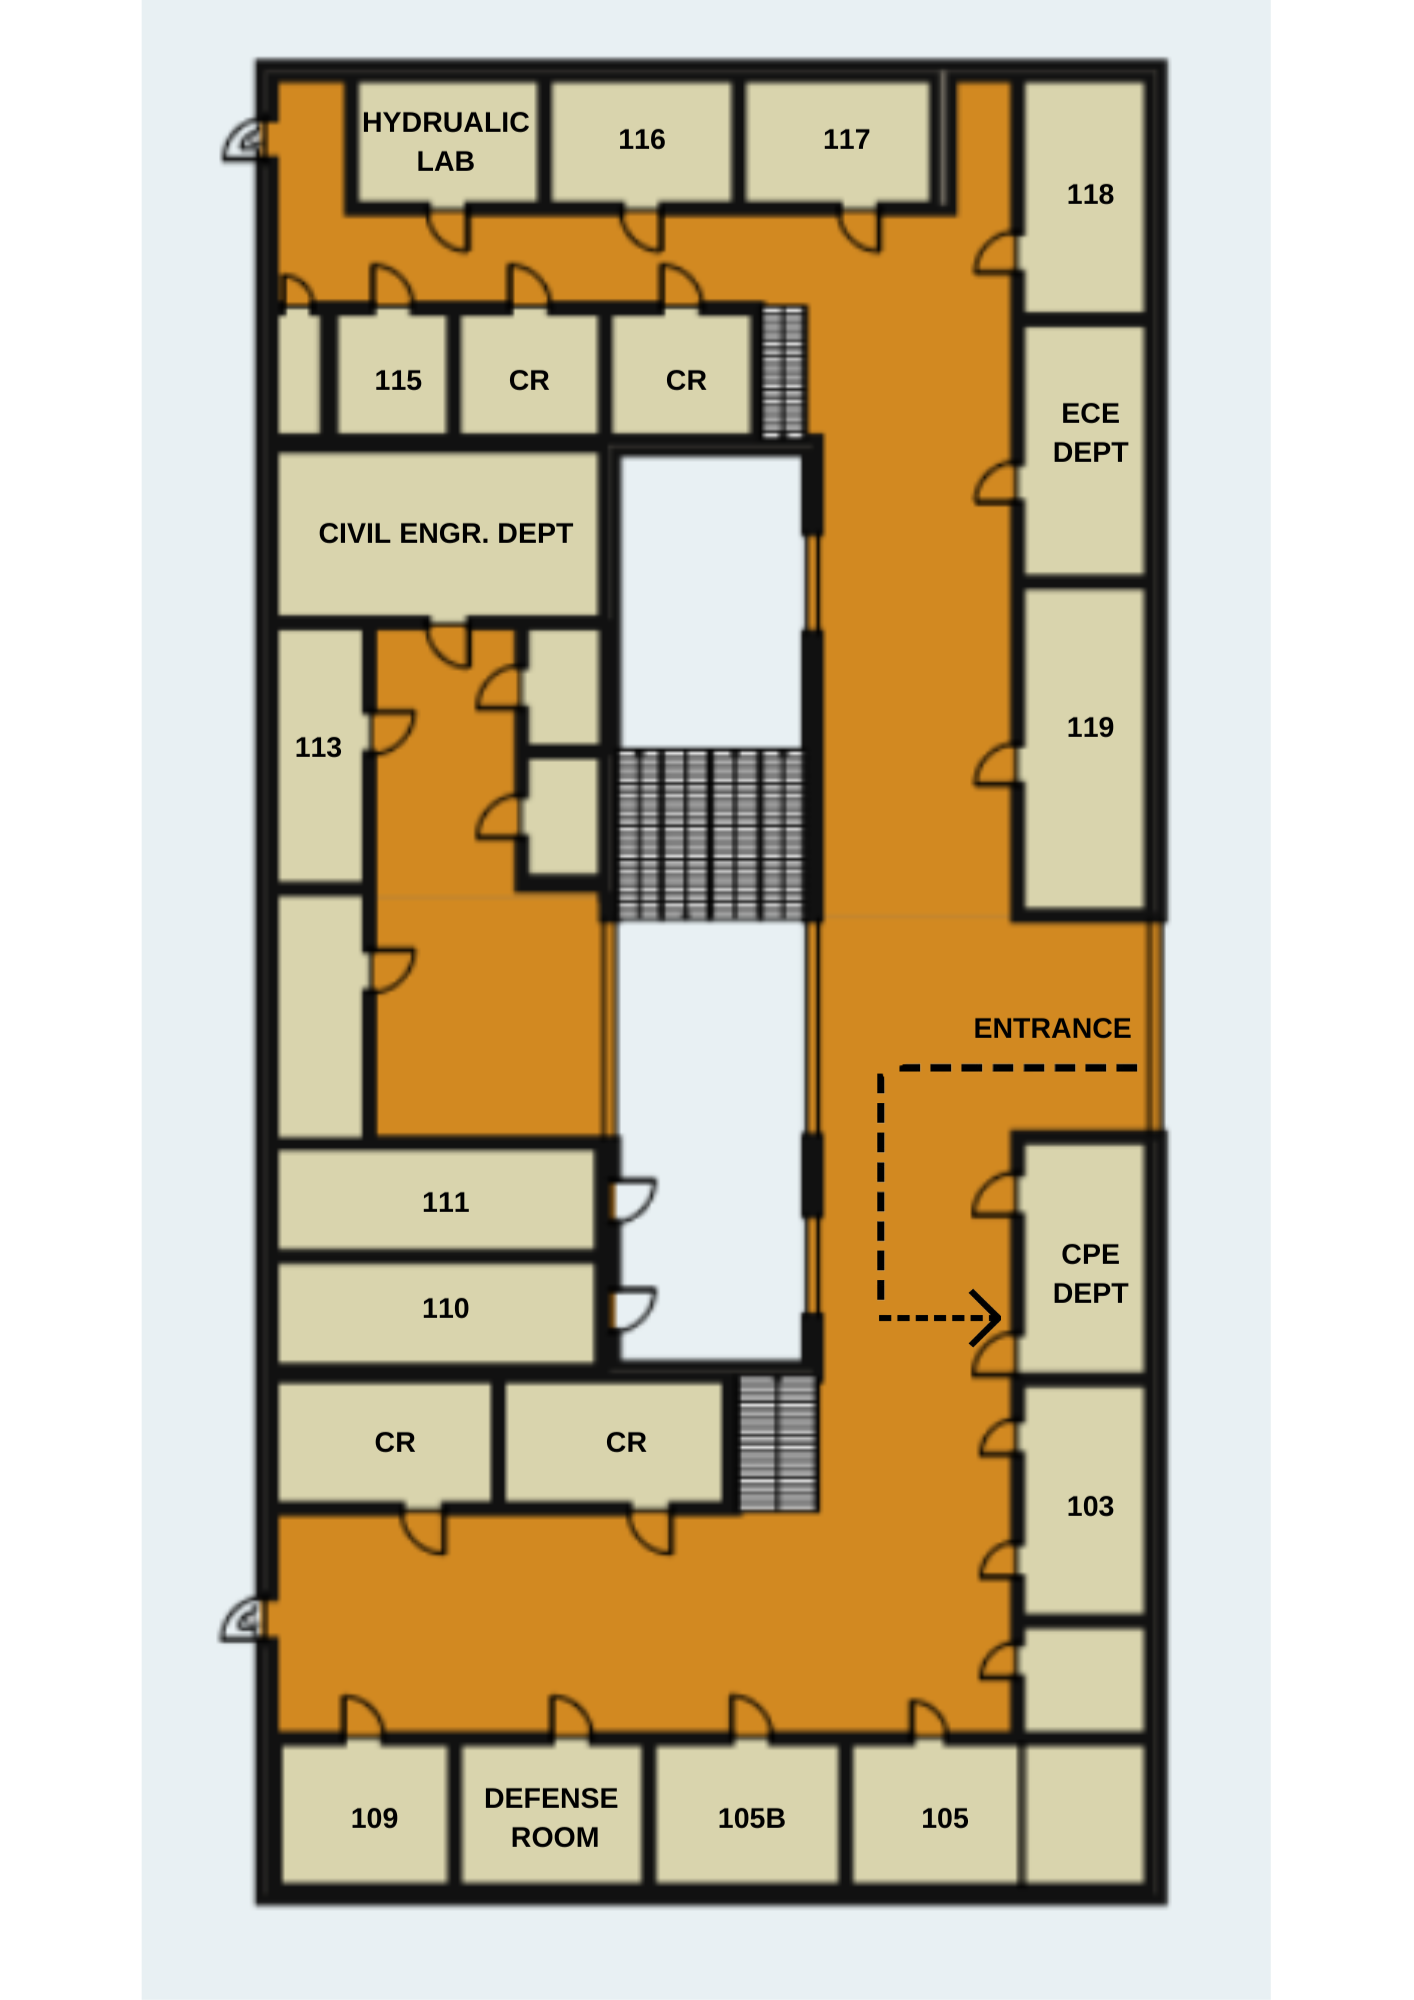 HYDRUALIC
LAB
116
117
118
115
CR
CR
ECE
DEPT
CIVIL ENGR. DEPT
113
119
ENTRANCE
111
CPE
DEPT
110
CR
CR
103
109
DEFENSE
ROOM
105B
105